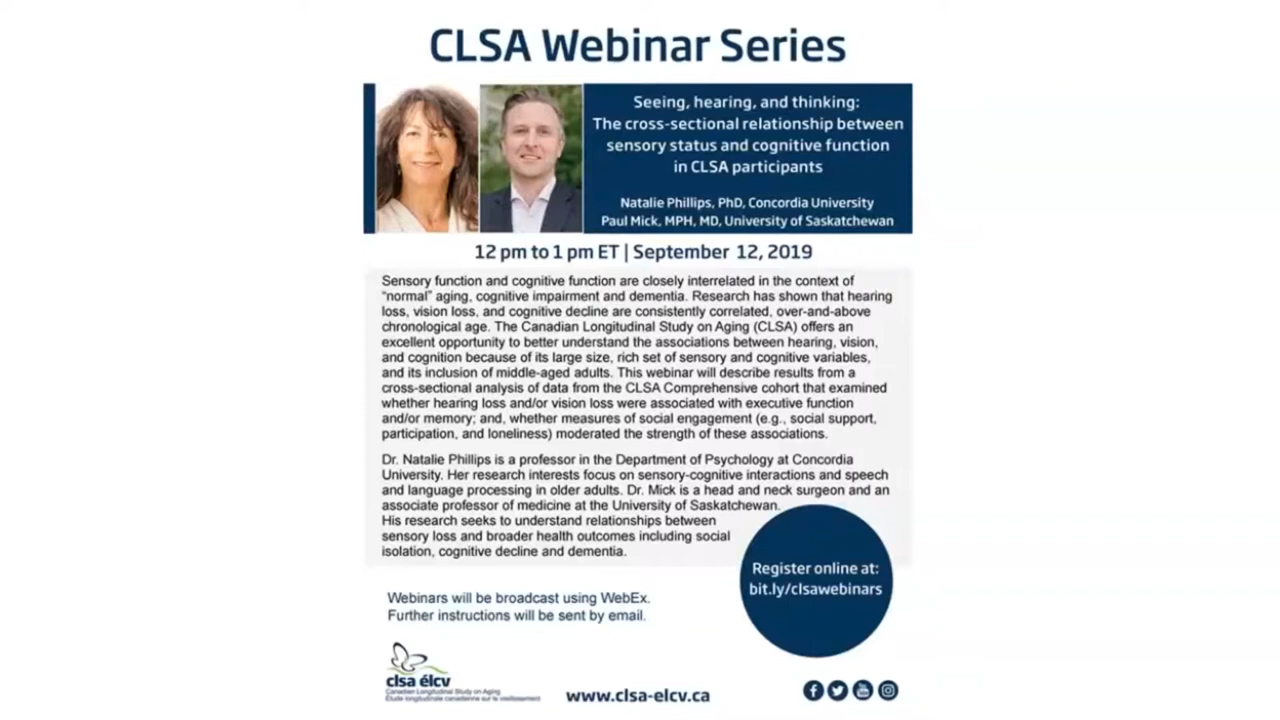 CLSA Webinar Series
Seeing, hearing, and thinking:
The cross-sectional relationship between
sensory status and cognitive function
in CLSA participants
Natalie Phillips, PhD, Concordia University
Paul Mick, MPH, MD, University of Saskatchewan
12 pm to 1 pm ET | September 12, 2019
Sensory function and cognitive function are closely interrelated in the context of
“normal” aging, cognitive impairment and dementia. Research has shown that hearing
loss, vision loss, and cognitive decline are consistently correlated, over-and-above
chronological age. The Canadian Longitudinal Study on Aging (CLSA) offers an
excellent opportunity to better understand the associations between hearing, vision,
and cognition because of its large size, rich set of sensory and cognitive variables,
and its inclusion of middle-aged adults. This webinar will describe results from a
cross-sectional analysis of data from the CLSA Comprehensive cohort that examined
whether hearing loss and/or vision loss were associated with executive function
and/or memory; and, whether measures of social engagement (e.g., social support,
participation, and loneliness) moderated the strength of these associations.
Dr. Natalie Phillips is a professor in the Department of Psychology at Concordia
University. Her research interests focus on sensory-cognitive interactions and speech
and language processing in older adults. Dr. Mick is a head and neck surgeon and an
associate professor of medicine at the University of Saskatchewan.
His research seeks to understand relationships between
sensory loss and broader health outcomes including social
isolation, cognitive decline and dementia.
Register online at:
bit.ly/clsawebinars
Webinars will be broadcast using WebEx.
Further instructions will be sent by email.
clsa élcv
Canadian Longitudinal Study on Aging
Étude longitudinale canadienne sur le vieillissement
www.clsa-elcv.ca